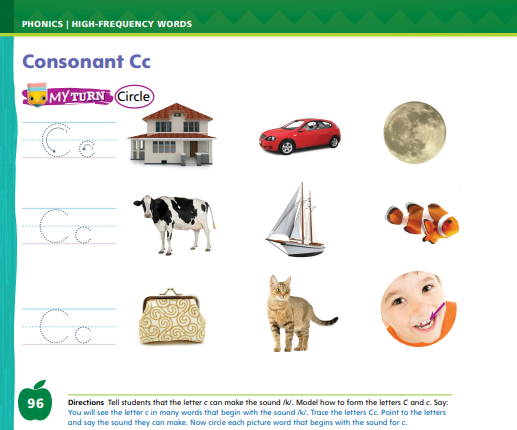 PHONICS | HIGH-FREQUENCY WORDS
Consonant Cc
MY TURN Circle
C c
C c
C c
96
Directions Tell students that the letter c can make the sound /k/. Model how to form the letters C and c. Say:
You will see the letter c in many words that begin with the sound /k/. Trace the letters Cc. Point to the letters
and say the sound they can make. Now circle each picture word that begins with the sound for c.